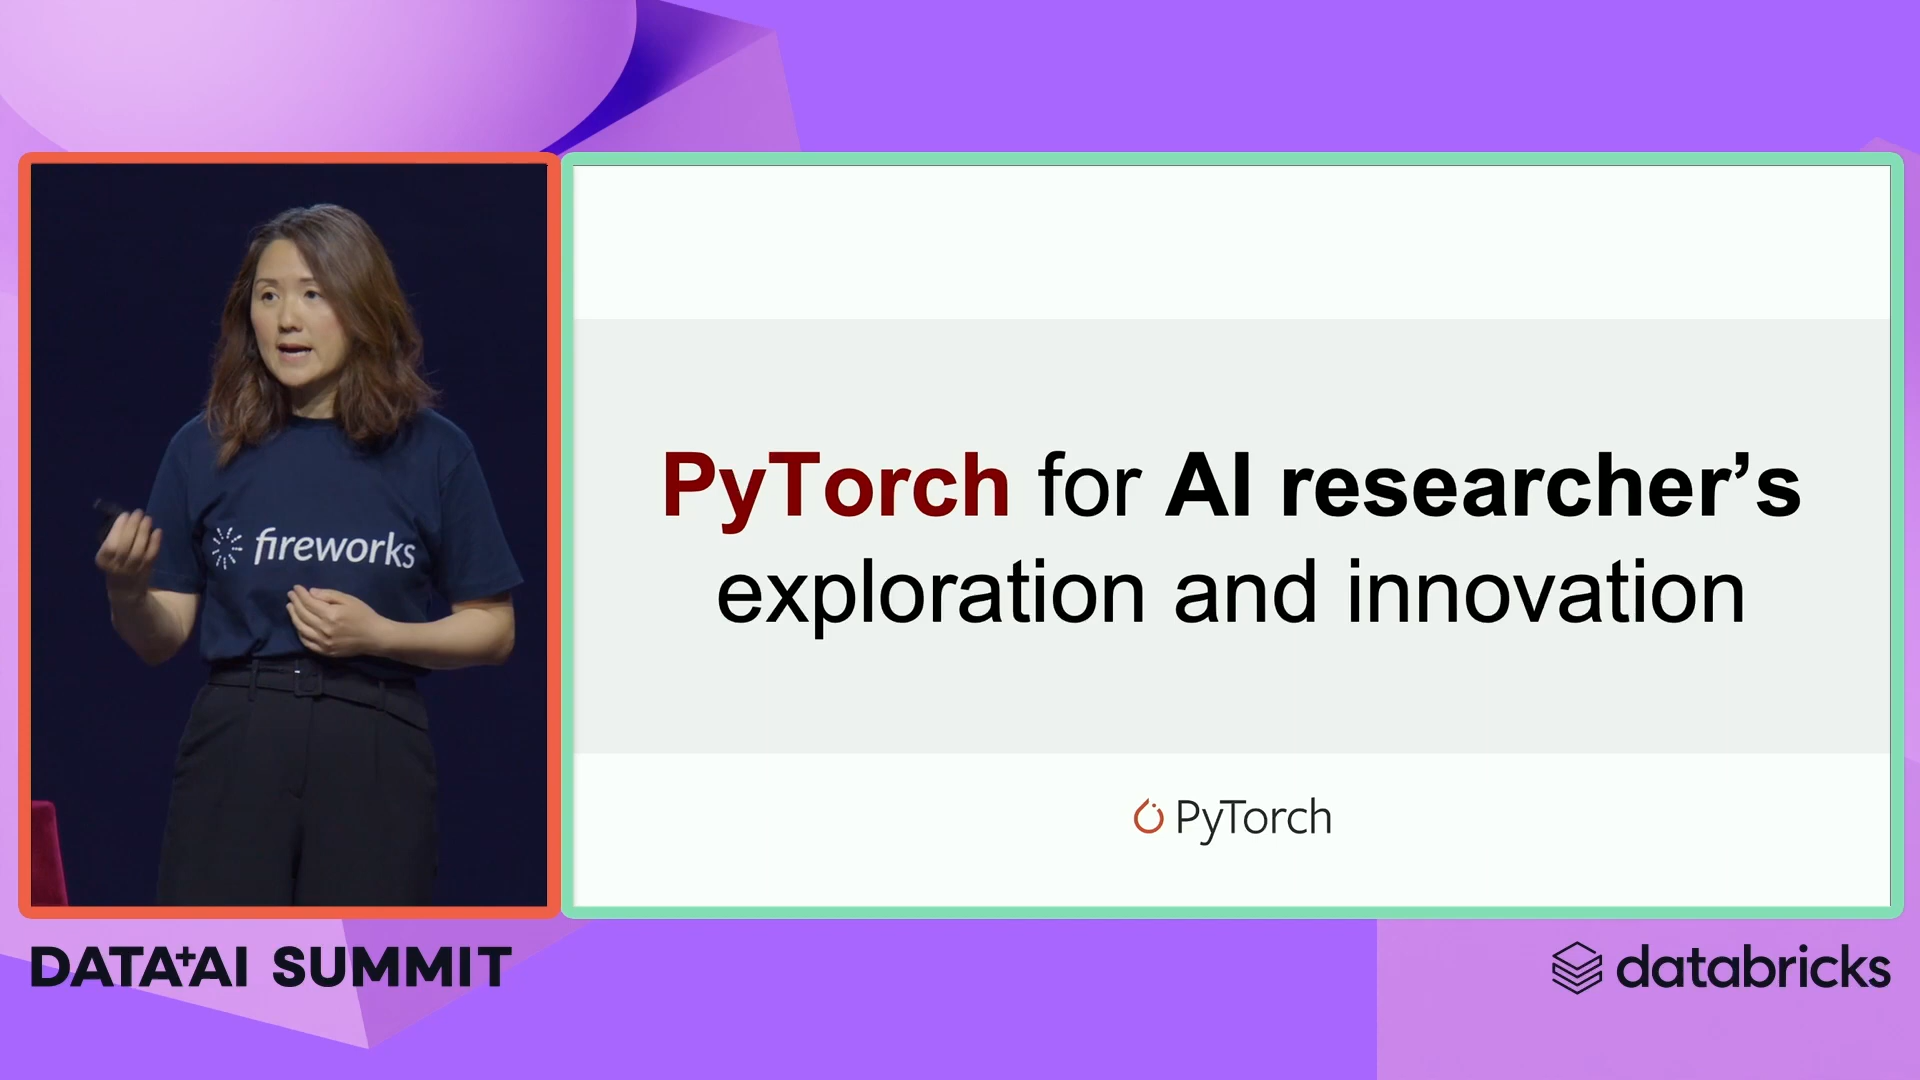 fireworks
PyTorch for AI researcher’s
exploration and innovation
PyTorch
DATA+AI SUMMIT
databricks